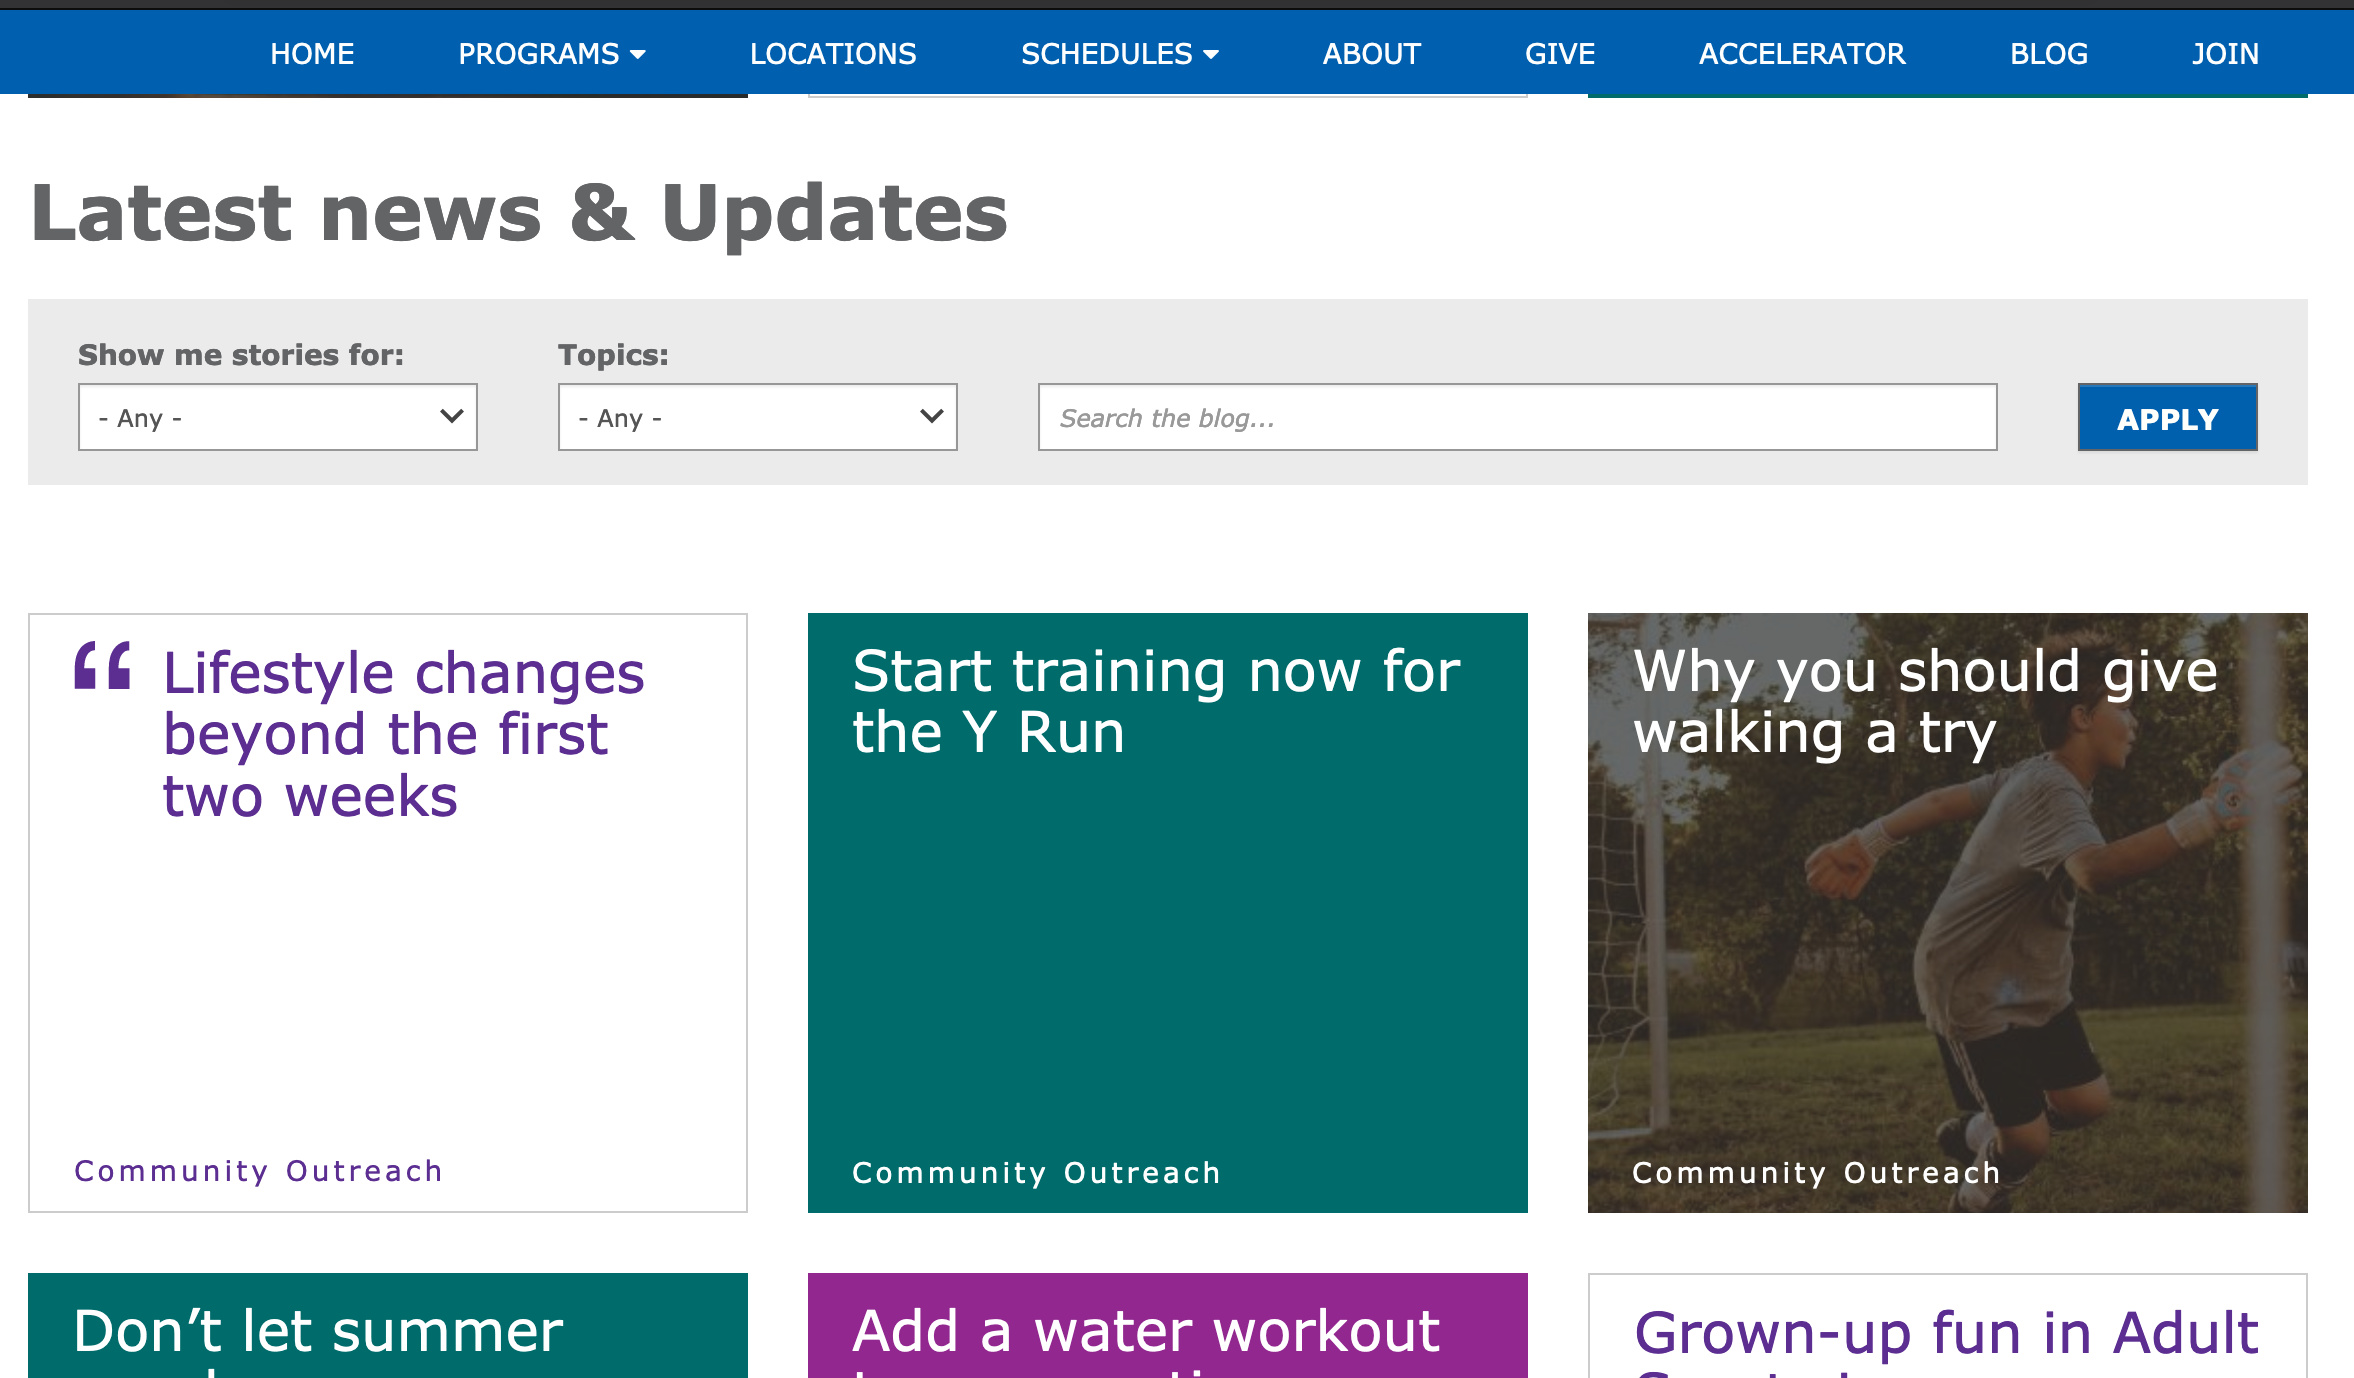 HOME PROGRAMS LOCATIONS SCHEDULES ABOUT GIVE ACCELERATOR BLOG JOIN
Latest news & Updates
Show me stories for: Topics:
- Any - - Any - Search the blog... APPLY
“ Lifestyle changes
beyond the first
two weeks
Community Outreach
Start training now for
the Y Run
Community Outreach
Why you should give
walking a try
Community Outreach
Don’t let summer
Add a water workout
Grown-up fun in Adult